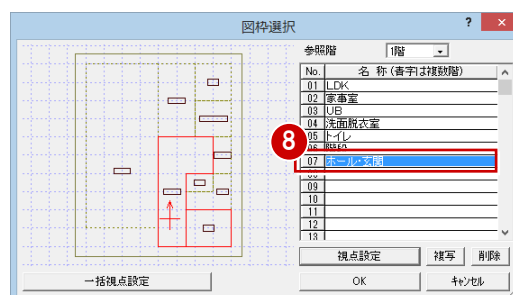 図枠選択 ? ×
参照階 1階
No. 名 称(青字は複数階)
01 LDK
02 家事室
03 UB
04 洗面脱衣室
05 トイレ
06 階段
8
07 ホール・玄関
09
10
11
12
13
視点設定 複写 削除
一括視点設定 OK キャンセル